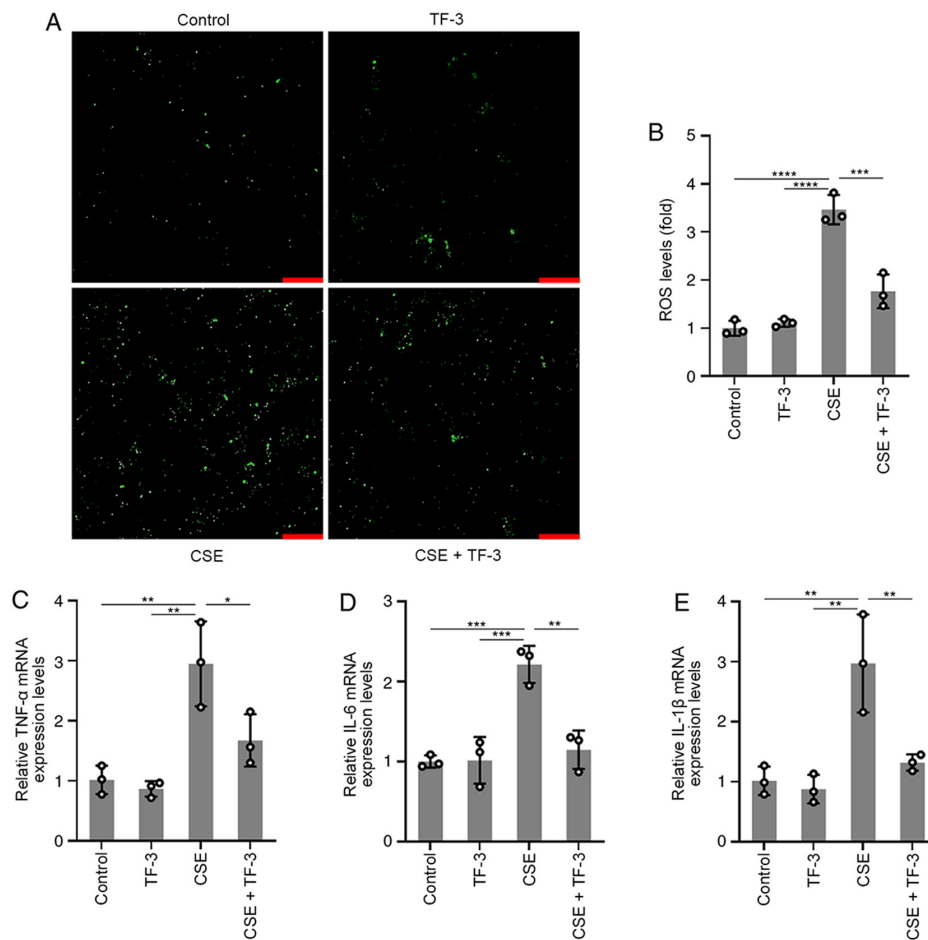 A
Control
TF-3
CSE
CSE + TF-3
B
ROS levels (fold)
5
4
3
2
1
0
****
****
***
Control
TF-3
CSE
CSE + TF-3
C
Relative TNF-α mRNA
expression levels
4
3
2
1
0
**
**
*
Control
TF-3
CSE
CSE + TF-3
D
Relative IL-6 mRNA
expression levels
3
2
1
0
***
***
**
Control
TF-3
CSE
CSE + TF-3
E
Relative IL-1β mRNA
expression levels
4
3
2
1
0
**
**
**
Control
TF-3
CSE
CSE + TF-3